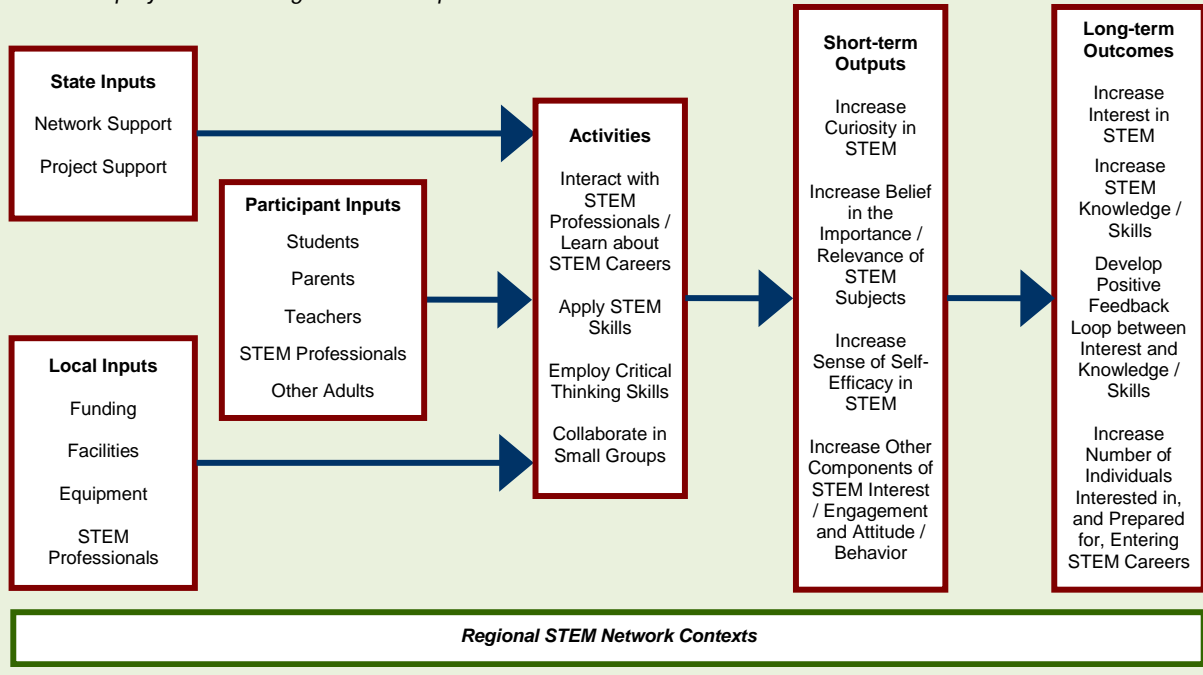 State Inputs
Network Support
Project Support
Participant Inputs
Students
Parents
Teachers
STEM Professionals
Other Adults
Local Inputs
Funding
Facilities
Equipment
STEM
Professionals
Activities
Interact with
STEM
Professionals /
Learn about
STEM Careers
Apply STEM
Skills
Employ Critical
Thinking Skills
Collaborate in
Small Groups
Short-term
Outputs
Increase
Curiosity in
STEM
Increase Belief
in the
Importance /
Relevance of
STEM
Subjects
Increase
Sense of Self-
Efficacy in
STEM
Increase Other
Components of
STEM Interest
/ Engagement
and Attitude /
Behavior
Long-term
Outcomes
Increase
Interest in
STEM
Increase
STEM
Knowledge /
Skills
Develop
Positive
Feedback
Loop between
Interest and
Knowledge /
Skills
Increase
Number of
Individuals
Interested in,
and Prepared
for, Entering
STEM Careers
Regional STEM Network Contexts